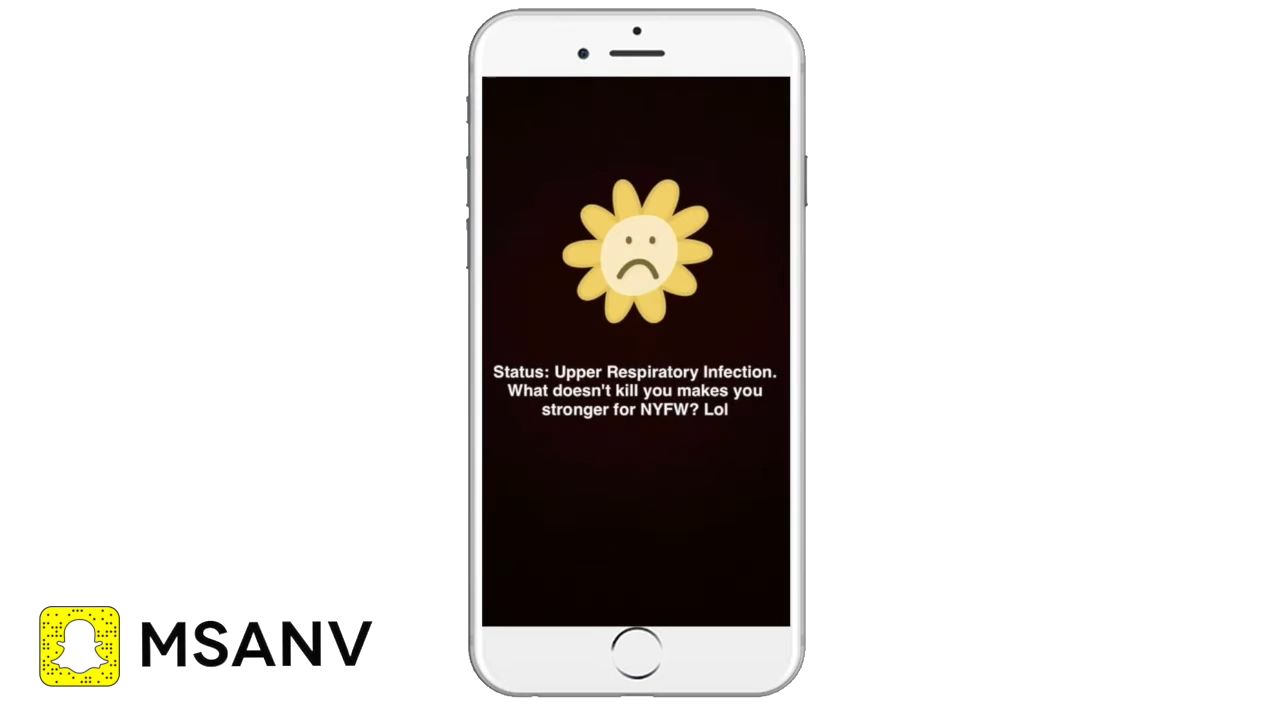 Status: Upper Respiratory Infection.
What doesn't kill you makes you
stronger for NYFW? Lol
MSANV